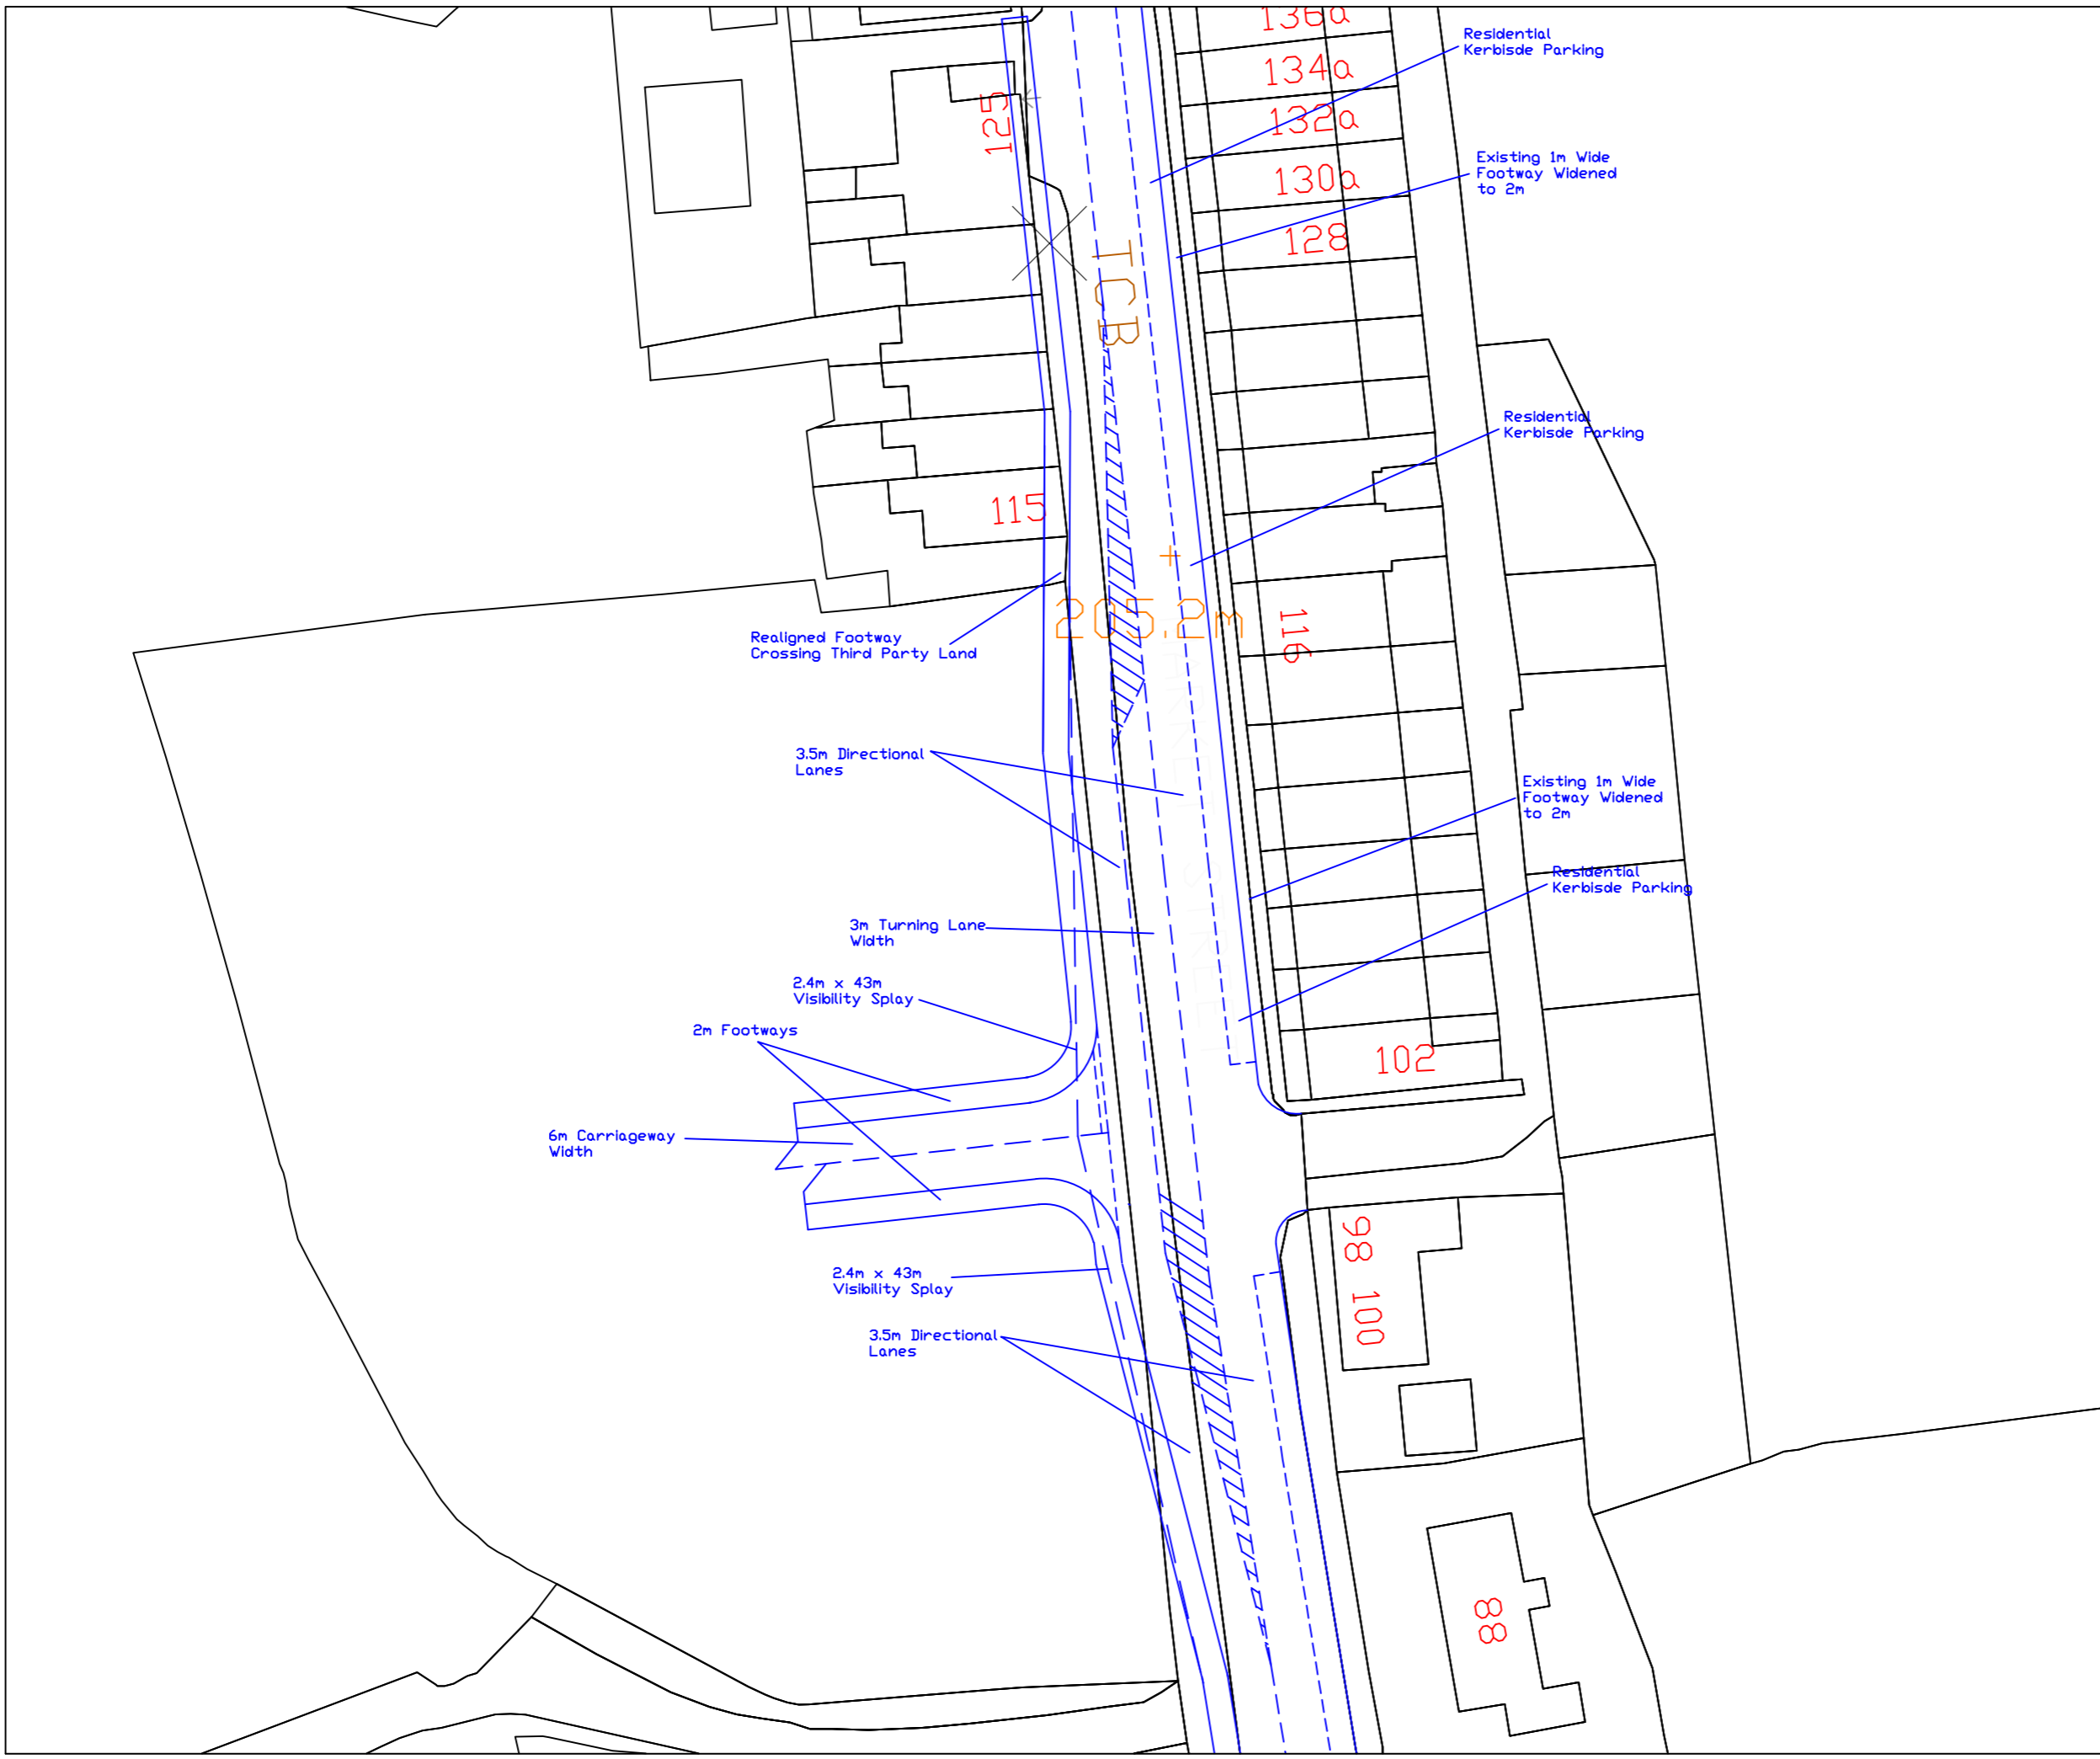 136a
Residential
Kerbisde Parking
134a
125
132a
Existing 1m Wide
Footway Widened
to 2m
130a
128
TCB
Residential
Kerbisde Parking
115
205.2m
116
Realigned Footway
Crossing Third Party Land
3.5m Directional
Lanes
Existing 1m Wide
Footway Widened
to 2m
Residential
Kerbisde Parking
3m Turning Lane
Width
2.4m x 43m
Visibility Splay
2m Footways
102
6m Carriageway
Width
98 100
2.4m x 43m
Visibility Splay
3.5m Directional
Lanes
88